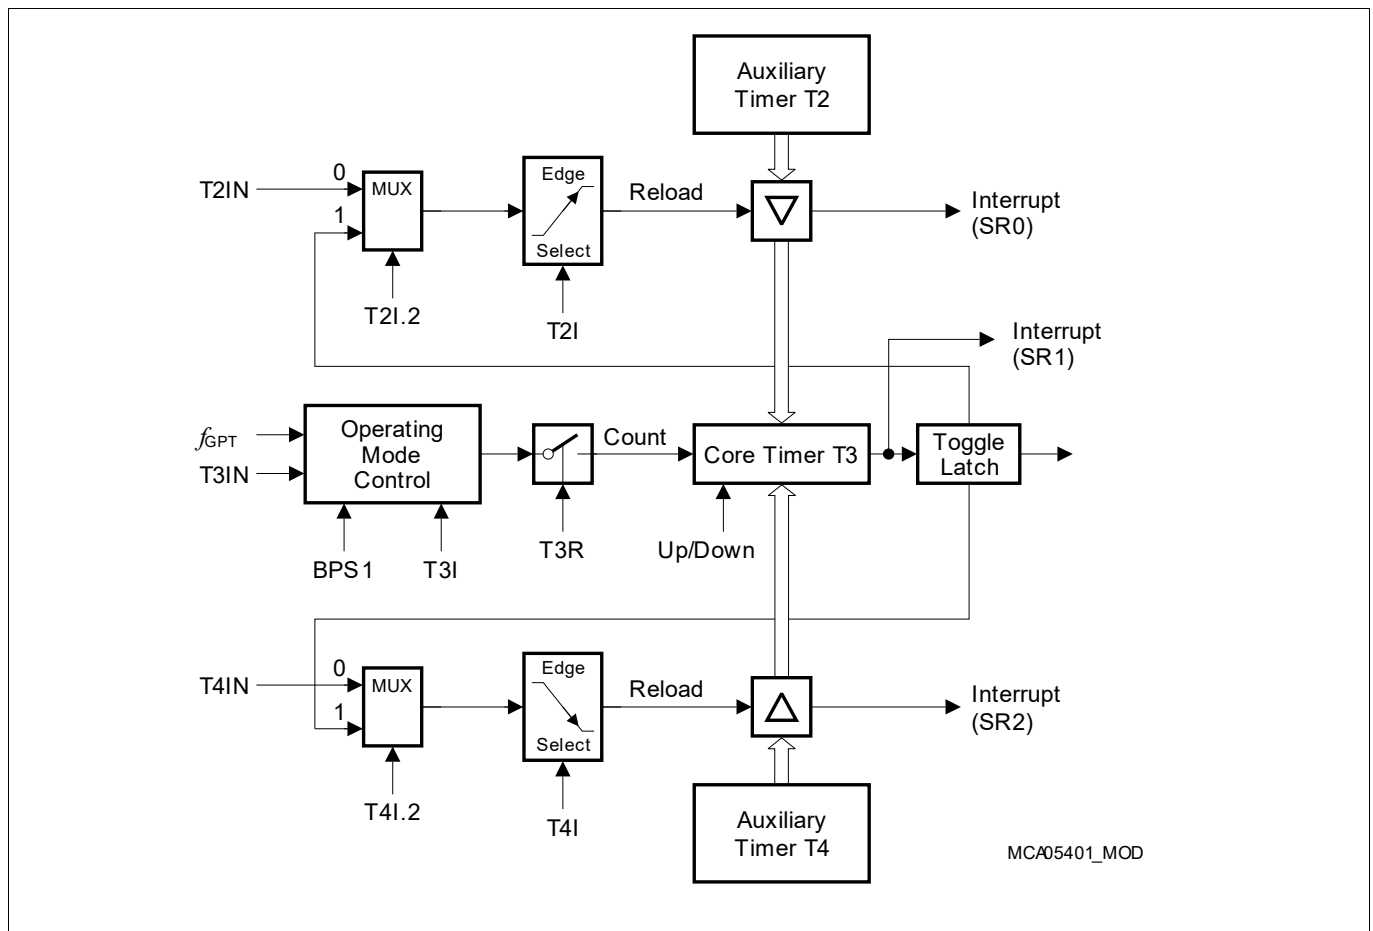 Auxiliary
Timer T2
T2IN
0
1
MUX
Edge
Select
Reload
Interrupt
(SR0)
T2I.2
T2I
Interrupt
(SR1)
fGPT
T3IN
Operating
Mode
Control
Count
Core Timer T3
Toggle
Latch
BPS1
T3I
T3R
Up/Down
T4IN
0
1
MUX
Edge
Select
Reload
Interrupt
(SR2)
T4I.2
T4I
Auxiliary
Timer T4
MCA05401_MOD